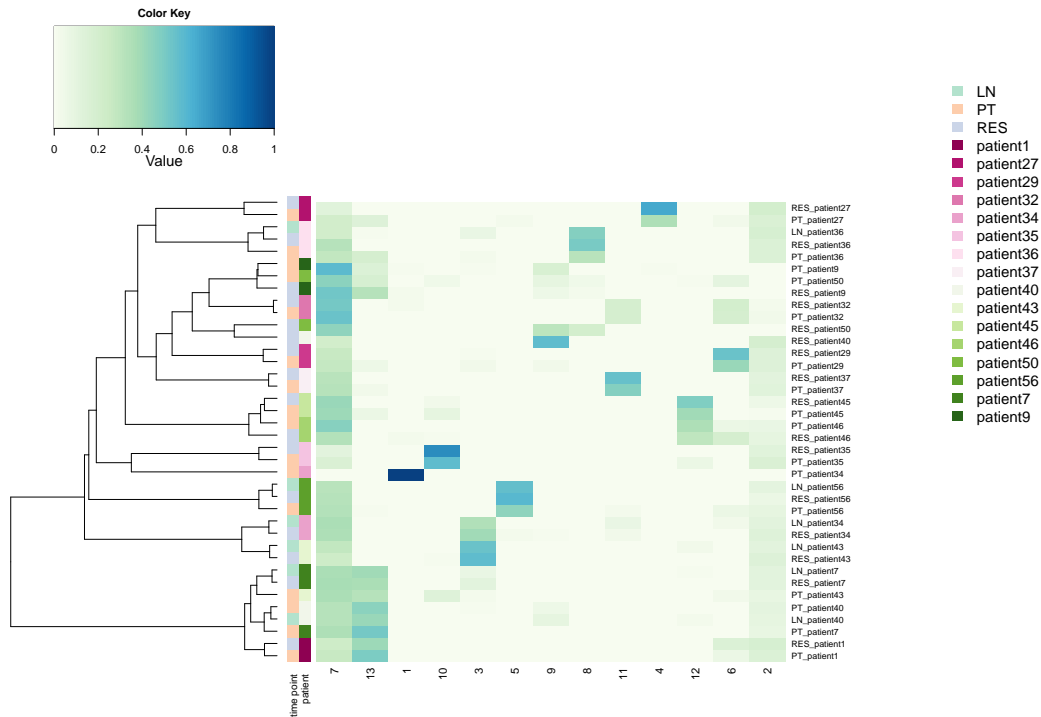 Color Key
0 0.2 0.4 0.6 0.8 1
Value
LN
PT
RES
patient1
patient27
patient29
patient32
patient34
patient35
patient36
patient37
patient40
patient43
patient45
patient46
patient50
patient56
patient7
patient9
RES_patient27
PT_patient27
LN_patient36
RES_patient36
PT_patient36
PT_patient9
PT_patient50
RES_patient9
RES_patient32
PT_patient32
RES_patient50
RES_patient40
RES_patient29
PT_patient29
RES_patient37
PT_patient37
RES_patient45
PT_patient45
PT_patient46
RES_patient46
RES_patient35
PT_patient35
PT_patient34
LN_patient56
RES_patient56
PT_patient56
LN_patient34
RES_patient34
LN_patient43
RES_patient43
LN_patient7
RES_patient7
PT_patient43
PT_patient40
LN_patient40
PT_patient7
RES_patient1
PT_patient1
time point
patient
7 13 1 10 3 5 9 8 11 4 12 6 2